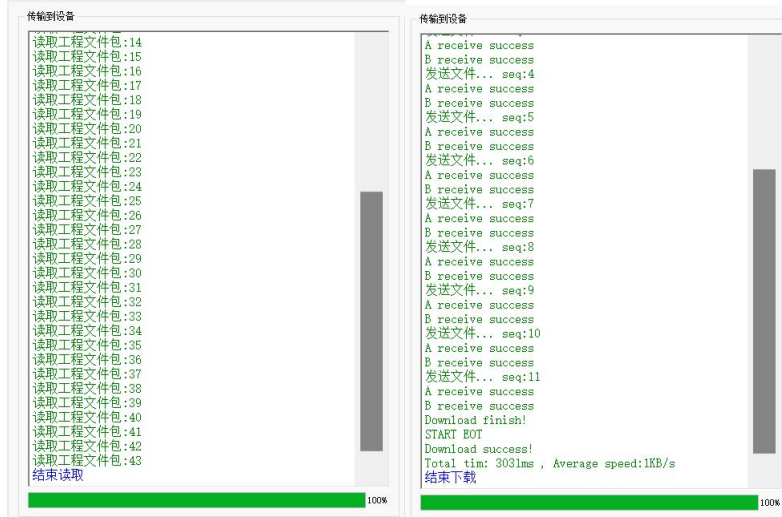 传输到设备
读取工程文件包:14
读取工程文件包:15
读取工程文件包:16
读取工程文件包:17
读取工程文件包:18
读取工程文件包:19
读取工程文件包:20
读取工程文件包:21
读取工程文件包:22
读取工程文件包:23
读取工程文件包:24
读取工程文件包:25
读取工程文件包:26
读取工程文件包:27
读取工程文件包:28
读取工程文件包:29
读取工程文件包:30
读取工程文件包:31
读取工程文件包:32
读取工程文件包:33
读取工程文件包:34
读取工程文件包:35
读取工程文件包:36
读取工程文件包:37
读取工程文件包:38
读取工程文件包:39
读取工程文件包:40
读取工程文件包:41
读取工程文件包:42
读取工程文件包:43
结束读取
100%
传输到设备
A receive success
B receive success
发送文件... seq:4
A receive success
B receive success
发送文件... seq:5
A receive success
B receive success
发送文件... seq:6
A receive success
B receive success
发送文件... seq:7
A receive success
B receive success
发送文件... seq:8
A receive success
B receive success
发送文件... seq:9
A receive success
B receive success
发送文件... seq:10
A receive success
B receive success
发送文件... seq:11
A receive success
B receive success
Download finish!
START EOT
Download success!
Total tim: 3031ms , Average speed:1KB/s
结束下载
100%